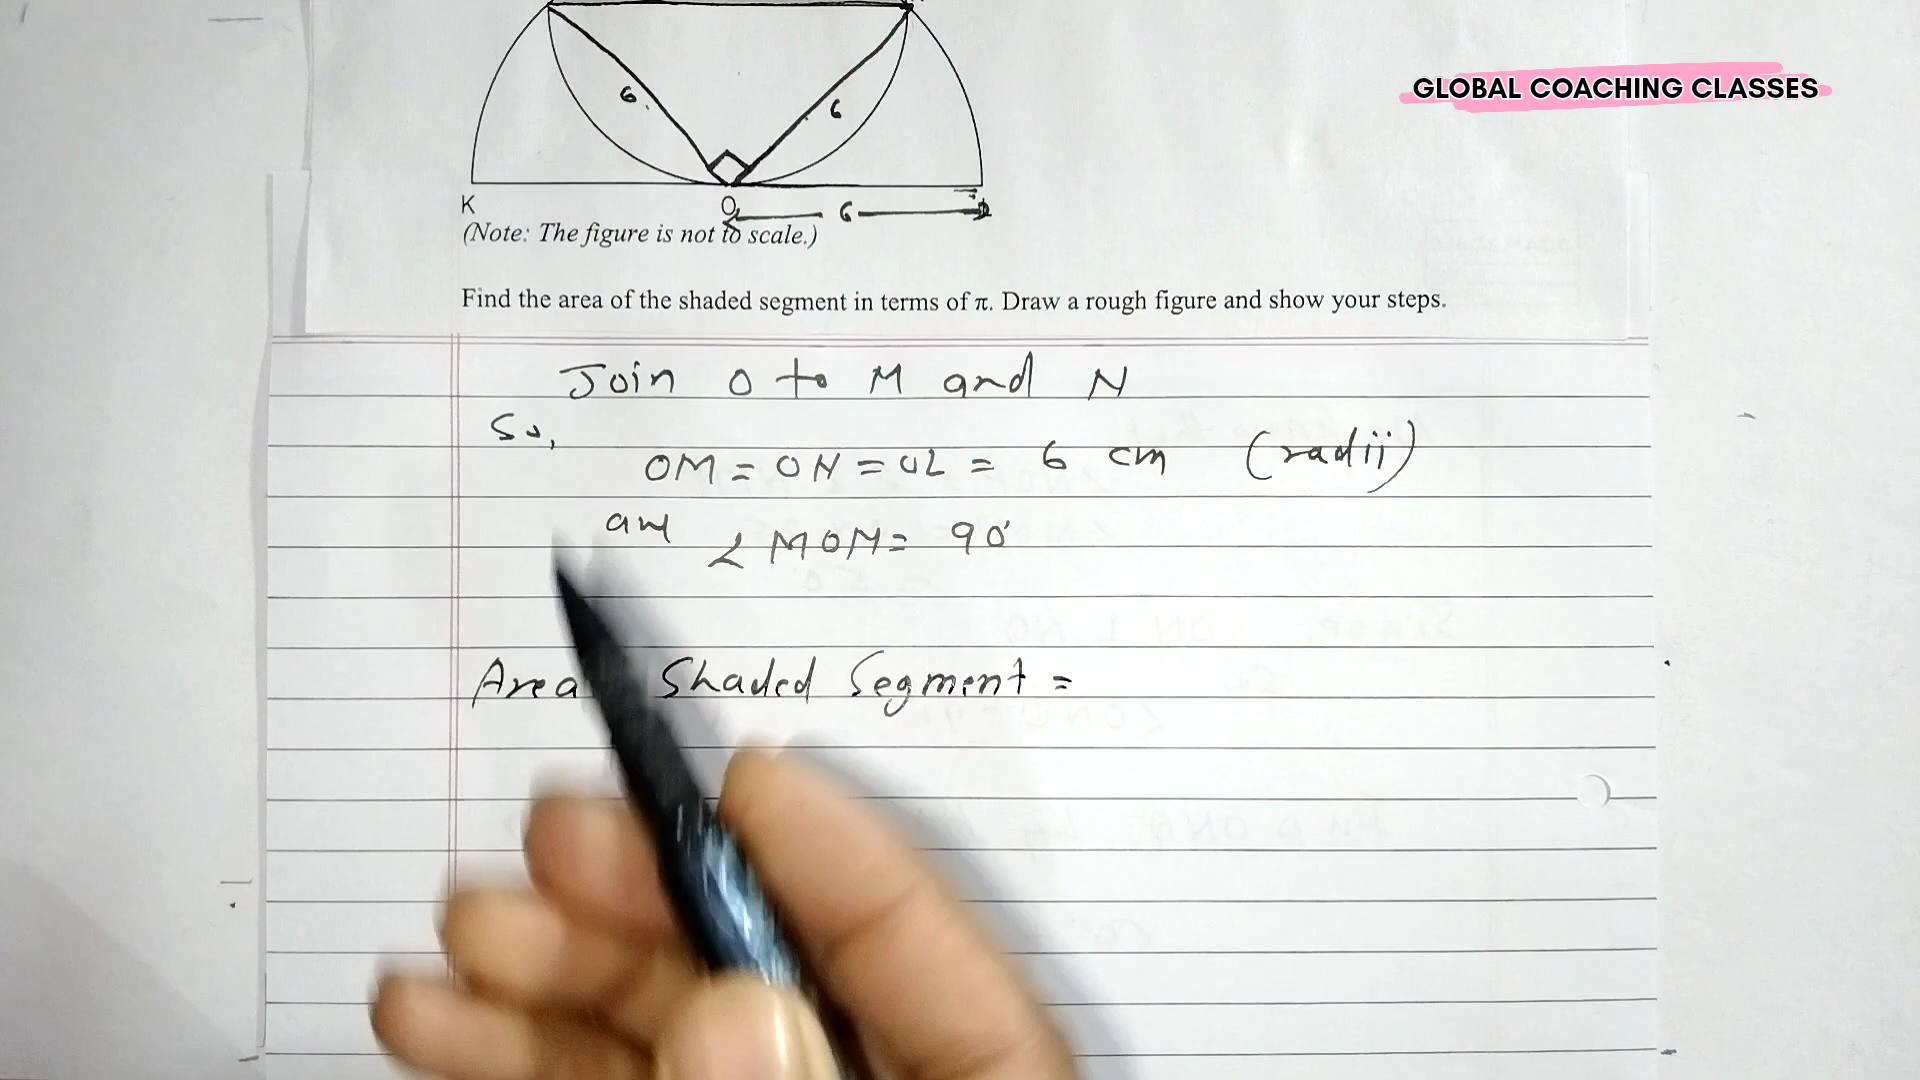 GLOBAL COACHING CLASSES
6
6
K
O
6
(Note: The figure is not to scale.)
Find the area of the shaded segment in terms of π. Draw a rough figure and show your steps.
Join O to M and N
So,
OM = ON = OL = 6 cm (radii)
and
∠MON = 90°
Area Shaded Segment =